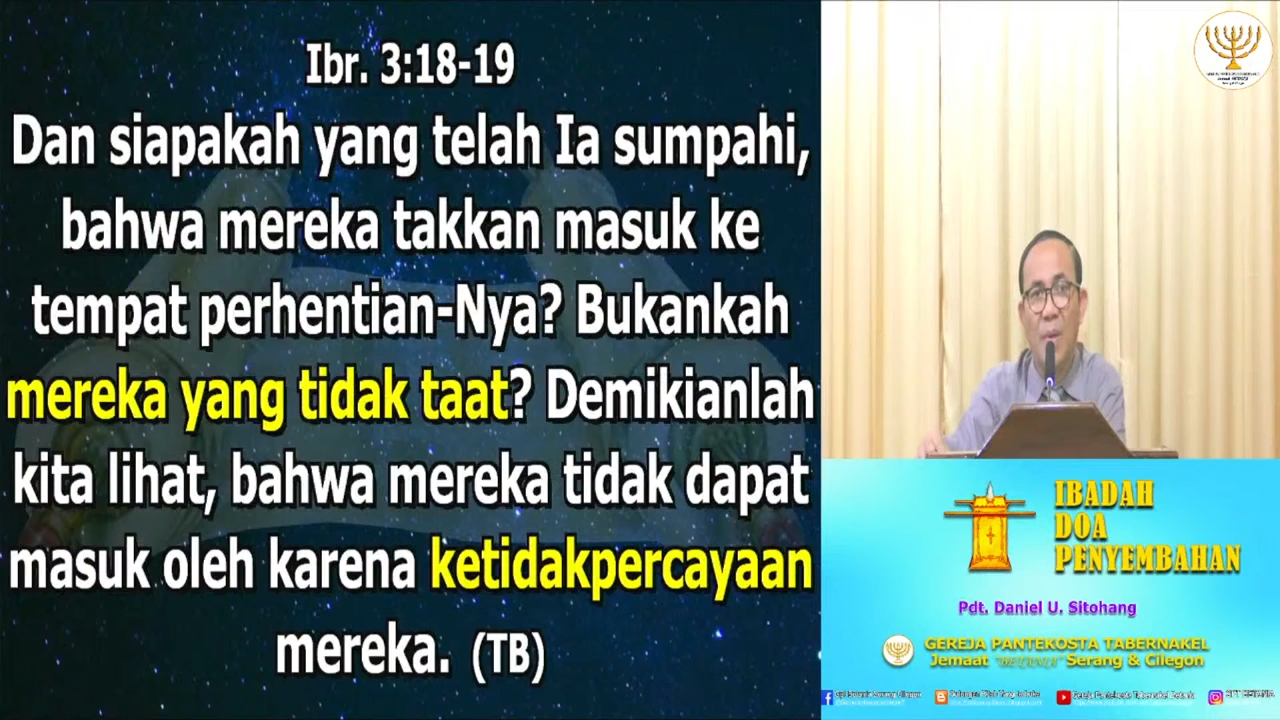 Ibr. 3:18-19
Dan siapakah yang telah Ia sumpahi,
bahwa mereka takkan masuk ke
tempat perhentian-Nya? Bukankah
mereka yang tidak taat? Demikianlah
kita lihat, bahwa mereka tidak dapat
masuk oleh karena ketidakpercayaan
mereka. (TB)
IBADAH
DOA
PENYEMBAHAN
Pdt. Daniel U. Sitohang
GEREJA PANTEKOSTA TABERNAKEL
Jemaat "BETANIA" Serang & Cilegon